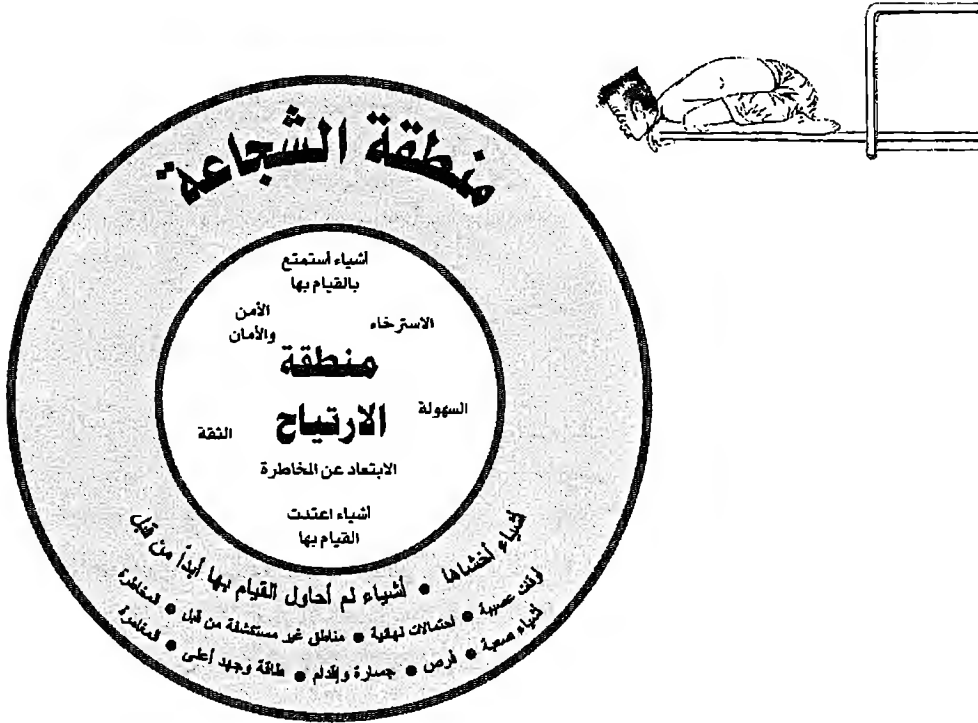 منطقة الشجاعة
أشياء استمتع
بالقيام بها
الاسترخاء
الأمن
والأمان
منطقة
الارتياح
السهولة
الثقة
الابتعاد عن المخاطرة
أشياء اعتدت
القيام بها
أشياء أخشاها • أشياء لم أحاول القيام بها أبداً من قبل
أوقات عصيبة • احتمالات نهائية • مناطق غير مستكشفة من قبل • المخاطرة
أشياء صعبة • فرص • جسارة وإقدام • طاقة وجهد أعلى • المغامرة